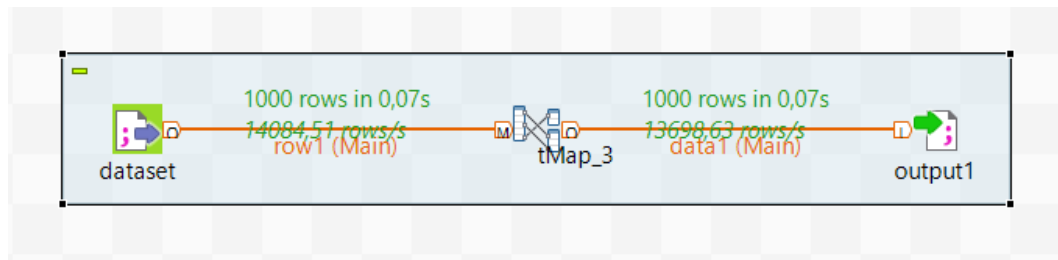 1000 rows in 0,07s
1000 rows in 0,07s
14084,51 rows/s
13698,63 rows/s
row1 (Main)
data1 (Main)
O
M
O
I
dataset
tMap_3
output1